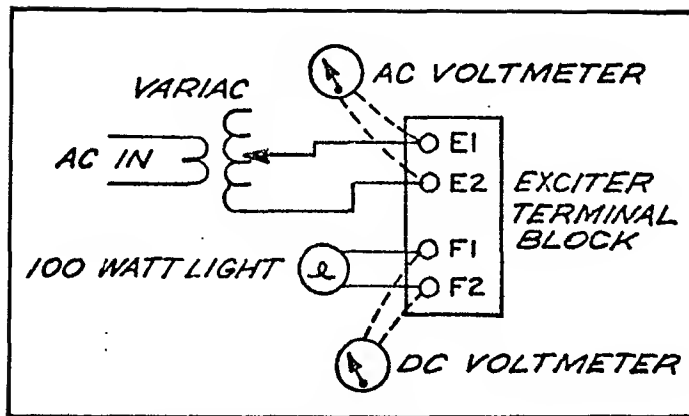 AC VOLTMETER
VARIAC
AC IN
E1
E2
EXCITER
TERMINAL
BLOCK
F1
100 WATT LIGHT
F2
DC VOLTMETER